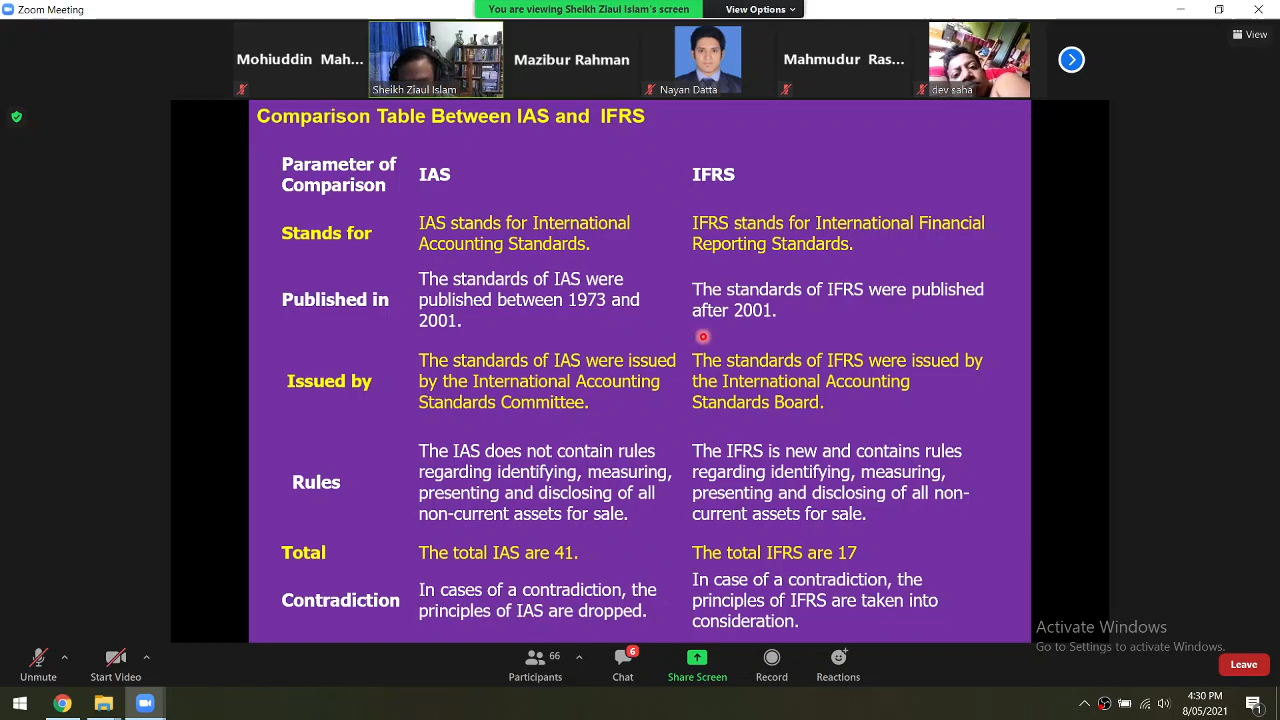 Zoom Meeting
You are viewing Sheikh Ziaul Islam's screen
View Options
View
Mohiuddin Mah...
Sheikh Ziaul Islam
Mazibur Rahman
Nayan Datta
Mahmudur Ras...
dev saha
Comparison Table Between IAS and IFRS
Parameter of
Comparison
IAS
IFRS
Stands for
IAS stands for International
Accounting Standards.
IFRS stands for International Financial
Reporting Standards.
Published in
The standards of IAS were
published between 1973 and
2001.
The standards of IFRS were published
after 2001.
Issued by
The standards of IAS were issued
by the International Accounting
Standards Committee.
The standards of IFRS were issued by
the International Accounting
Standards Board.
Rules
The IAS does not contain rules
regarding identifying, measuring,
presenting and disclosing of all
non-current assets for sale.
The IFRS is new and contains rules
regarding identifying, measuring,
presenting and disclosing of all non-
current assets for sale.
Total
The total IAS are 41.
The total IFRS are 17
Contradiction
In cases of a contradiction, the
principles of IAS are dropped.
In case of a contradiction, the
principles of IFRS are taken into
consideration.
Activate Windows
Go to Settings to activate Windows.
Unmute
Start Video
66
Participants
6
Chat
Share Screen
Record
Reactions
Leave
4:30 PM
8/05/2021